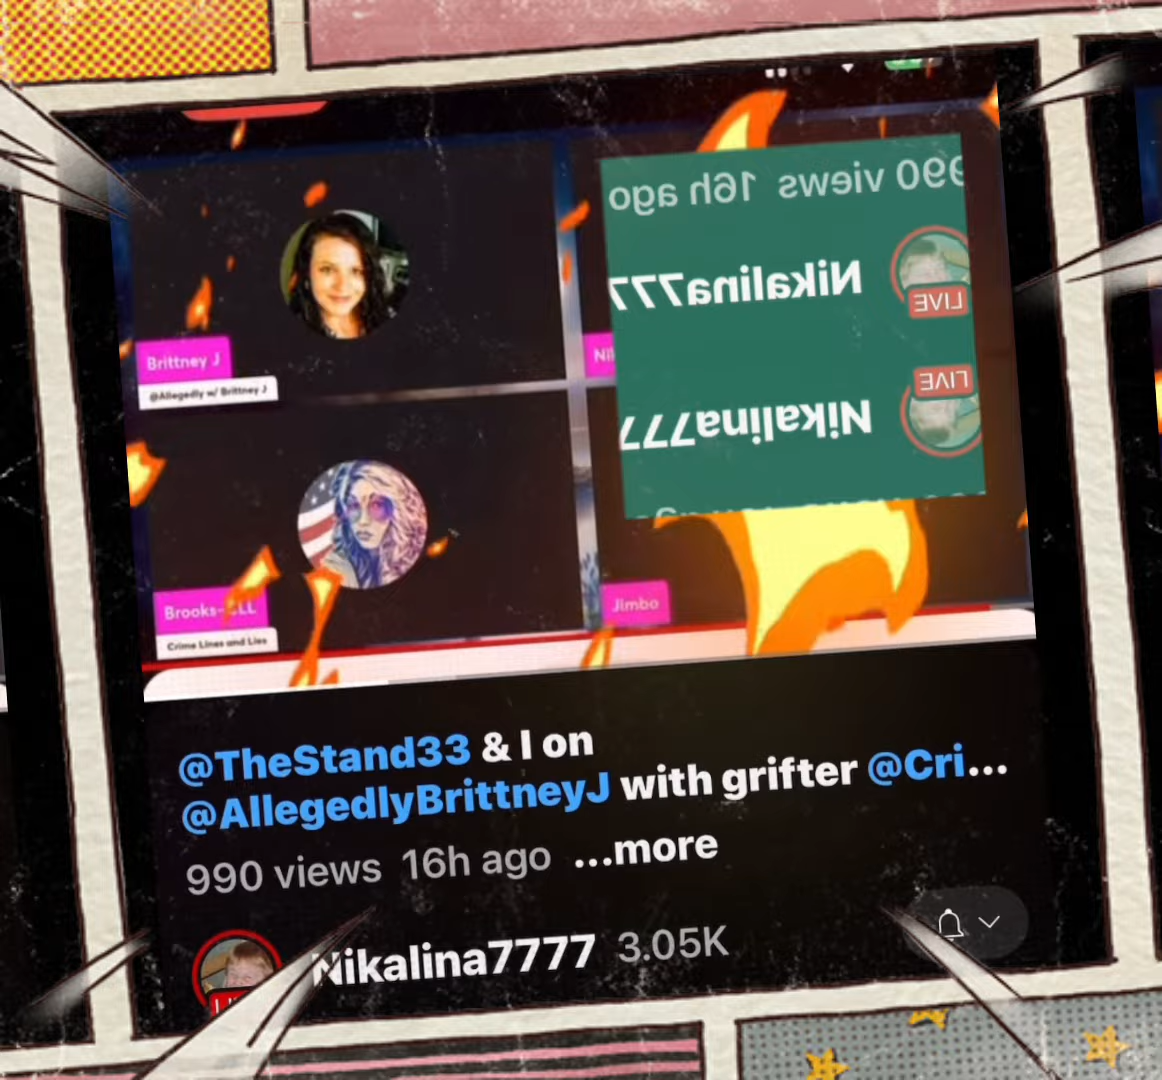 990 views 16h ago
Nikalina777
LIVE
LIVE
Nikalina777
Brittney J
@Allegedly w/ Brittney J
Brooks-
Crime Lines and Lies
Jimbo
@TheStand33 & I on
@AllegedlyBrittneyJ with grifter @Cri...
990 views 16h ago ...more
Nikalina7777 3.05K